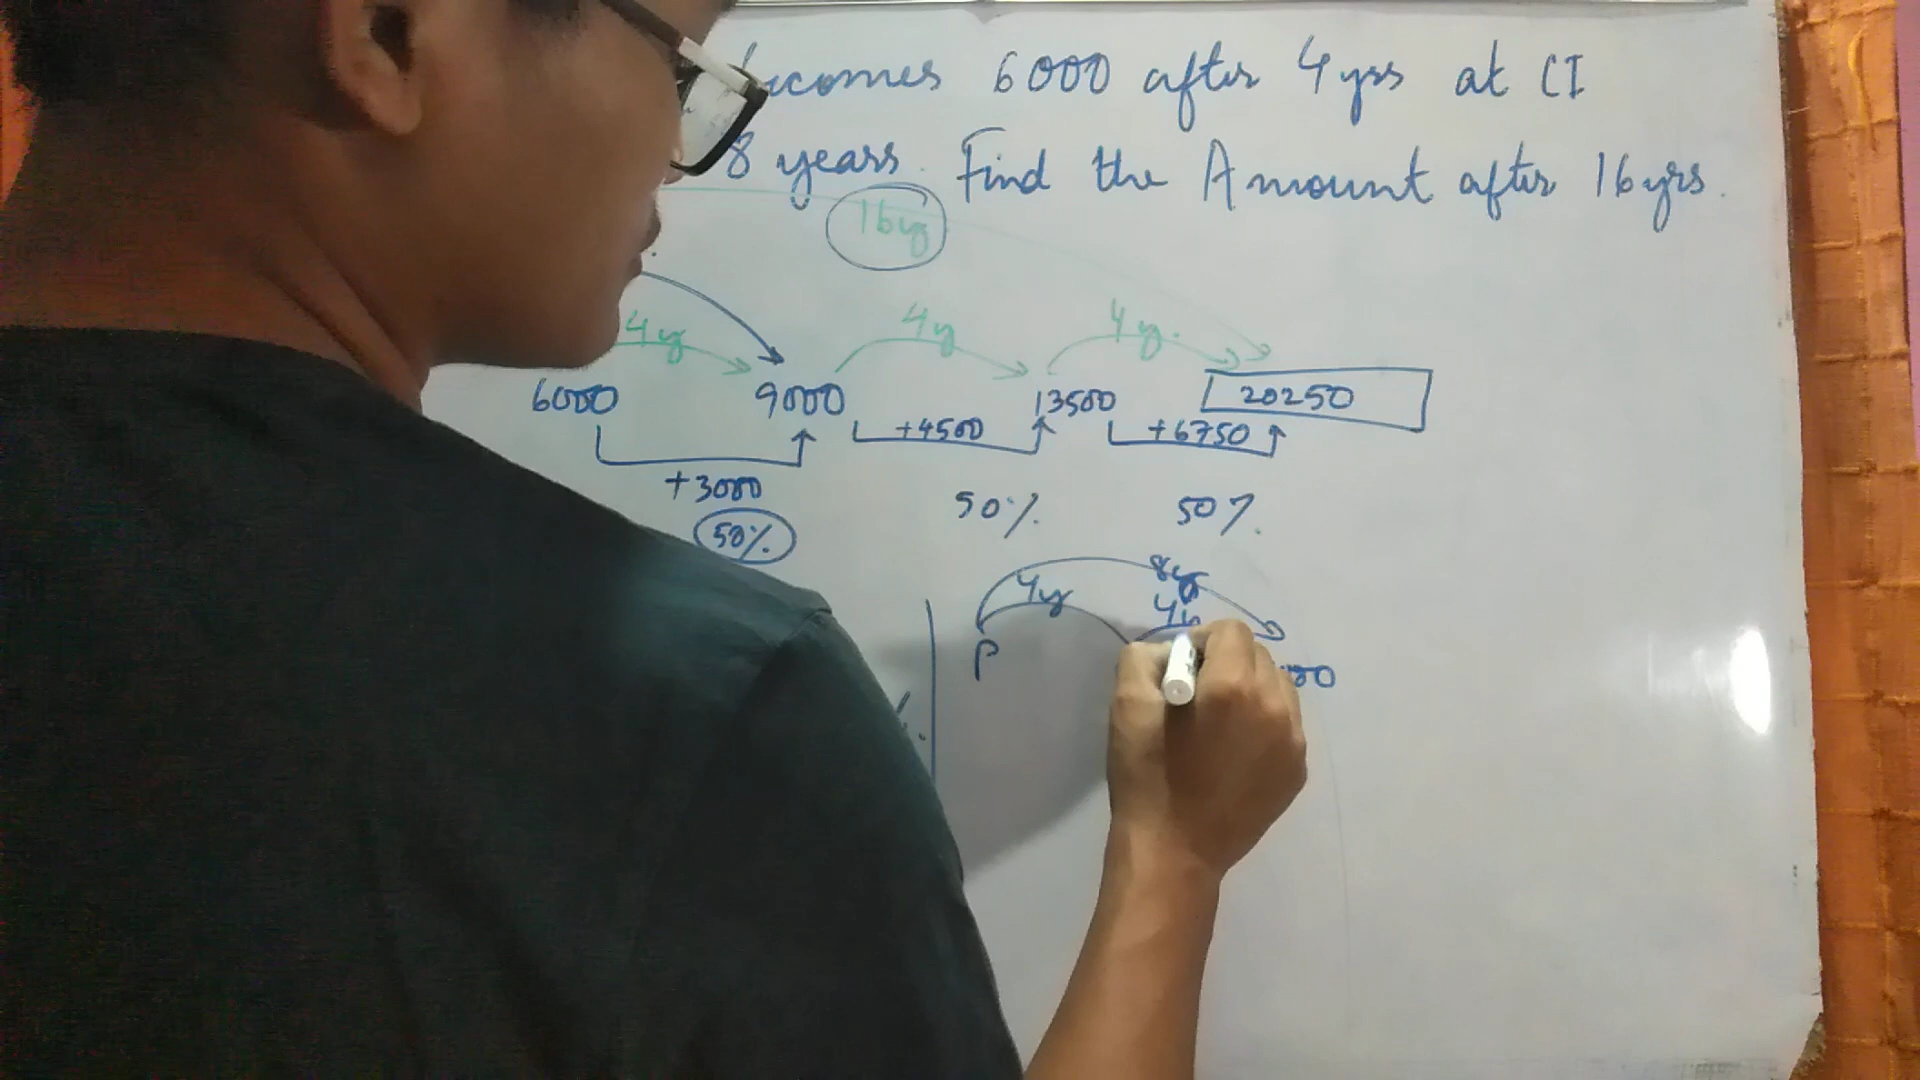 becomes 6000 after 4 yrs at CI
8 years. Find the Amount after 16 yrs.
16y
4y 4y 4y.
6000 9000 13500 20250
+3000 +4500 +6750
50% 50% 50%.
8y
4y 4y
P